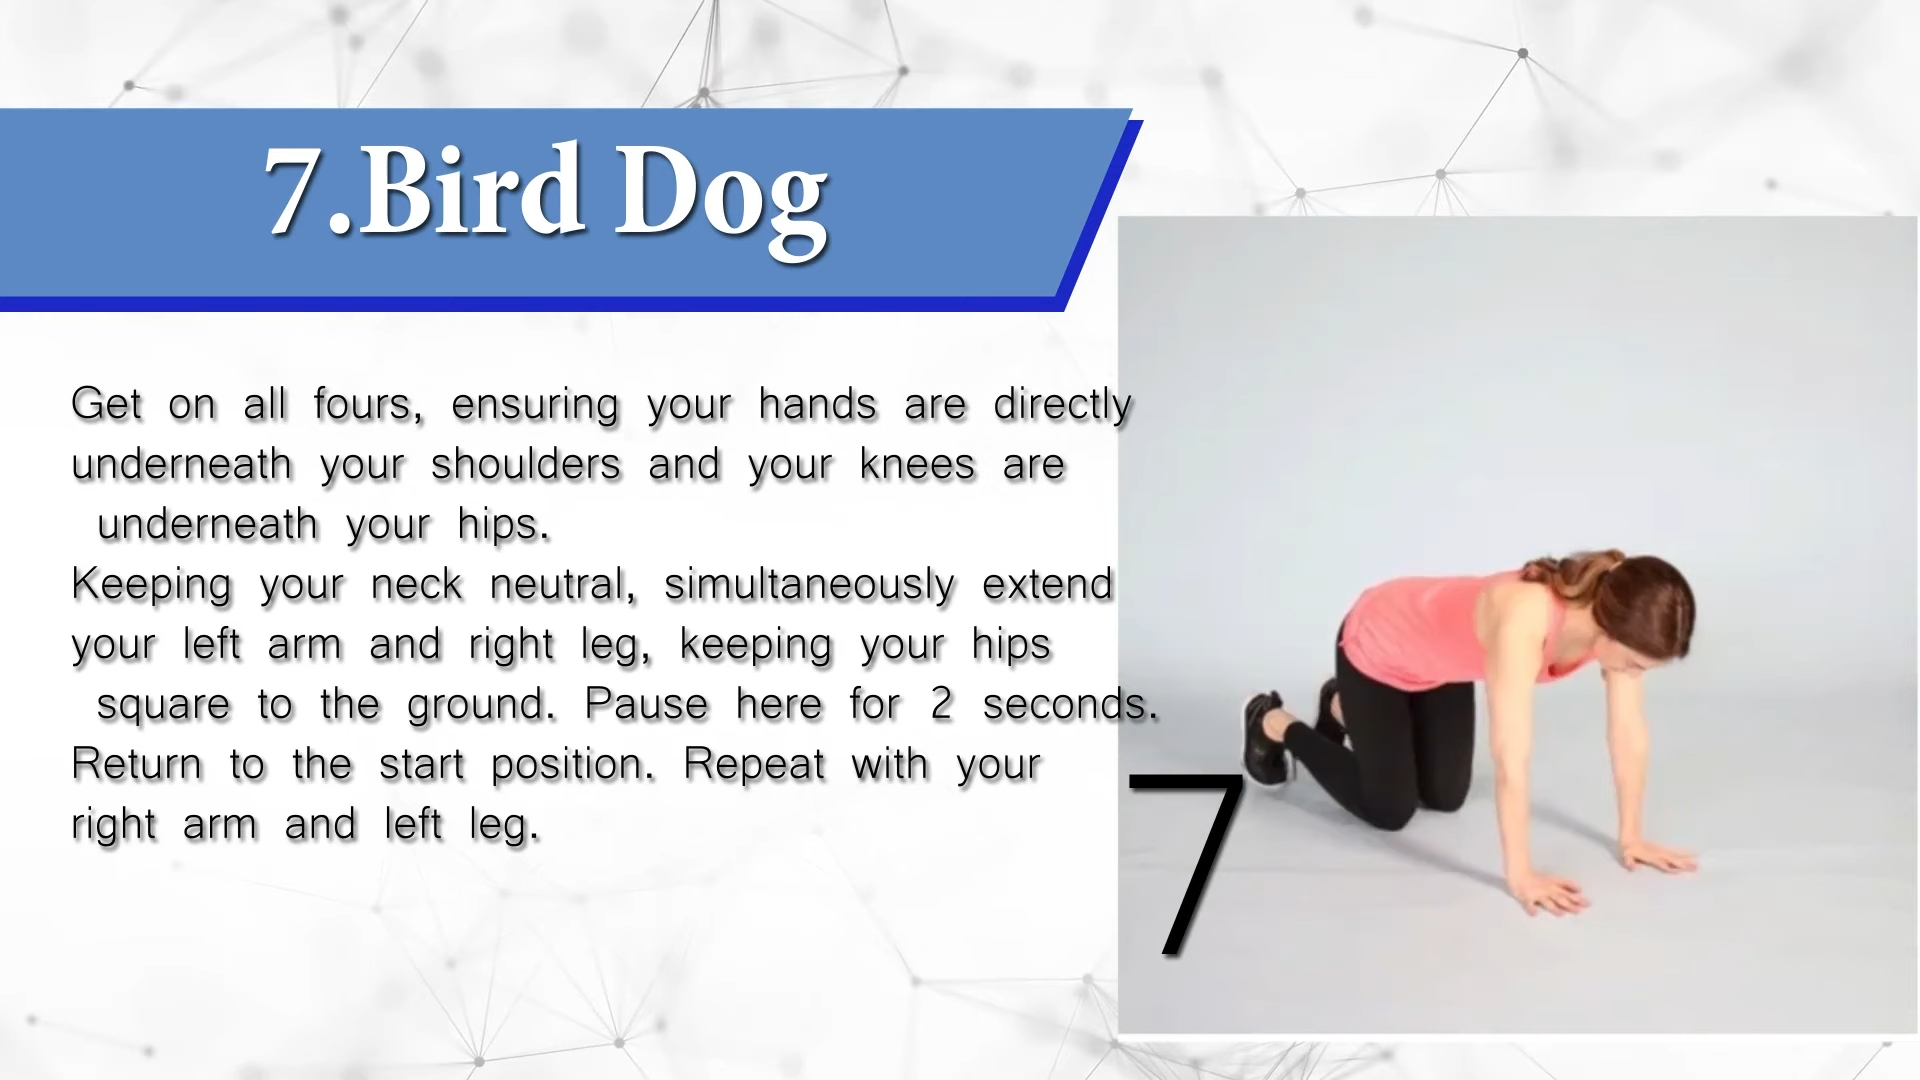 7.Bird Dog
Get on all fours, ensuring your hands are directly
underneath your shoulders and your knees are
underneath your hips.
Keeping your neck neutral, simultaneously extend
your left arm and right leg, keeping your hips
square to the ground. Pause here for 2 seconds.
Return to the start position. Repeat with your
right arm and left leg.
7